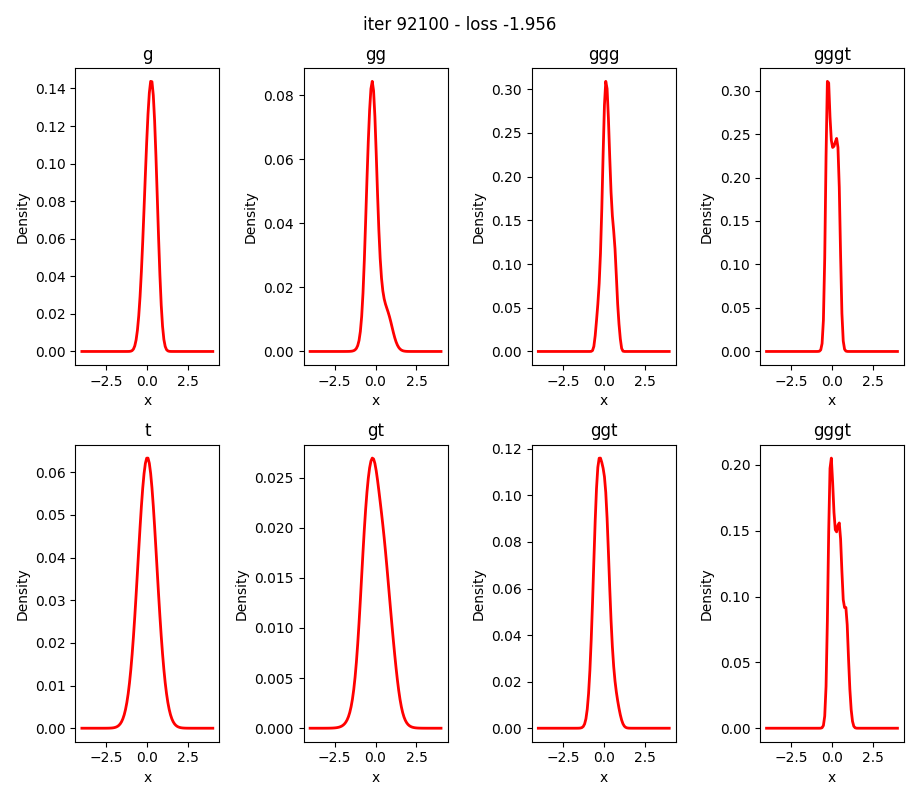 iter 92100 - loss -1.956
g gg ggg gggt
0.14 0.12 0.10 0.08 0.06 0.04 0.02 0.00
Density
−2.5 0.0 2.5
x
0.08 0.06 0.04 0.02 0.00
Density
−2.5 0.0 2.5
x
0.30 0.25 0.20 0.15 0.10 0.05 0.00
Density
−2.5 0.0 2.5
x
0.30 0.25 0.20 0.15 0.10 0.05 0.00
Density
−2.5 0.0 2.5
x
t gt ggt gggt
0.06 0.05 0.04 0.03 0.02 0.01 0.00
Density
−2.5 0.0 2.5
x
0.025 0.020 0.015 0.010 0.005 0.000
Density
−2.5 0.0 2.5
x
0.12 0.10 0.08 0.06 0.04 0.02 0.00
Density
−2.5 0.0 2.5
x
0.20 0.15 0.10 0.05 0.00
Density
−2.5 0.0 2.5
x